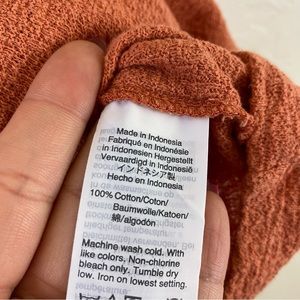 Made in Indonesia
Fabriqué en Indonésie
in Indonesien Hergestellt
Vervaardigd in Indonesië
インドネシア製
Hecho en Indonesia
100% Cotton/Coton/
Baumwolle/Katoen/
綿/algodón
Machine wash cold. With
like colors. Non-chlorine
bleach only. Tumble dry
low. Iron on lowest setting.